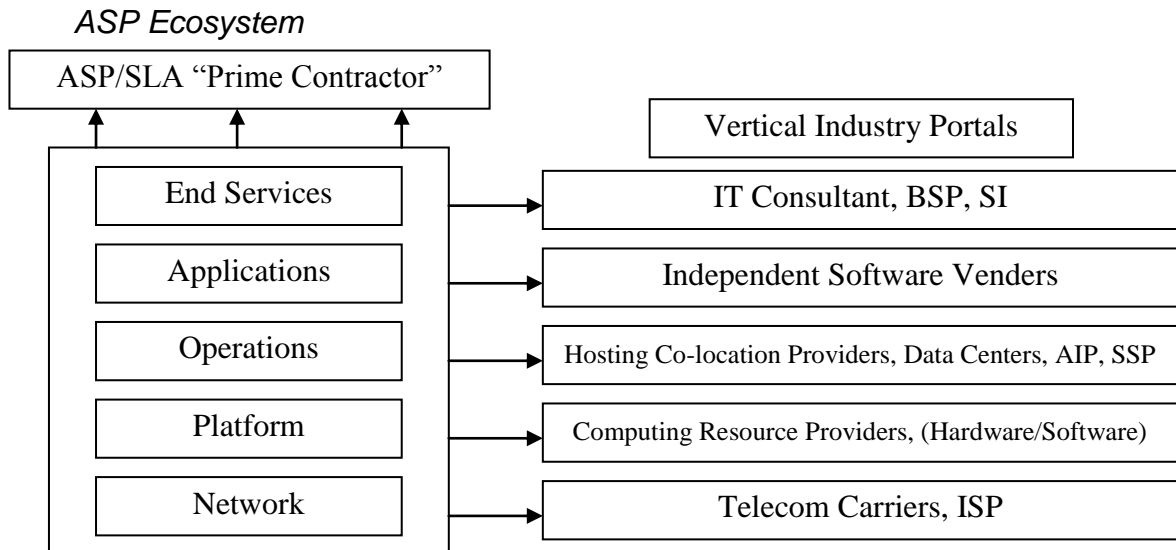 ASP Ecosystem
ASP/SLA “Prime Contractor”
Vertical Industry Portals
End Services
IT Consultant, BSP, SI
Applications
Independent Software Venders
Operations
Hosting Co-location Providers, Data Centers, AIP, SSP
Platform
Computing Resource Providers, (Hardware/Software)
Network
Telecom Carriers, ISP